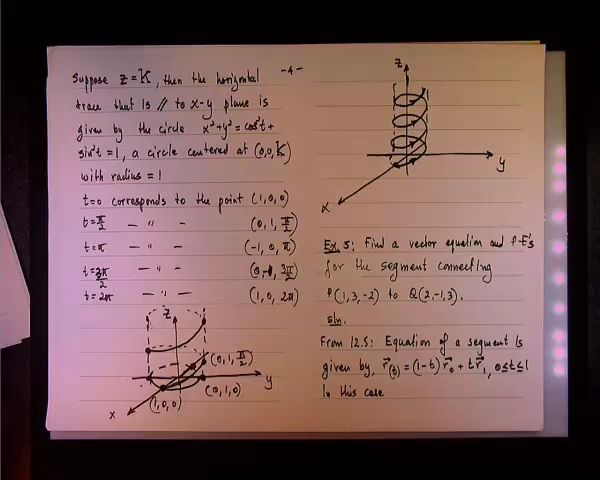 -4-
Suppose z = K, then the horizontal
trace that is // to x-y plane is
given by the circle x²+y² = cos²t +
sin²t = 1, a circle centered at (0,0,K)
with radius = 1
t=0 corresponds to the point (1,0,0)
t=π/2 — " — (0,1,π/2)
t=π — " — (-1,0,π)
t=3π/2 — " — (0,-1,3π/2)
t=2π — " — (1,0,2π)
z
(0,1,π/2)
y
(0,1,0)
(1,0,0)
x
z
y
x
Ex.5: Find a vector equation and P-E's
for the segment connecting
P(1,3,-2) to Q(2,-1,3).
Sln.
From 12.5: Equation of a segment is
given by, r⃗(t) = (1-t) r⃗₀ + t r⃗₁, 0≤t≤1
In this case